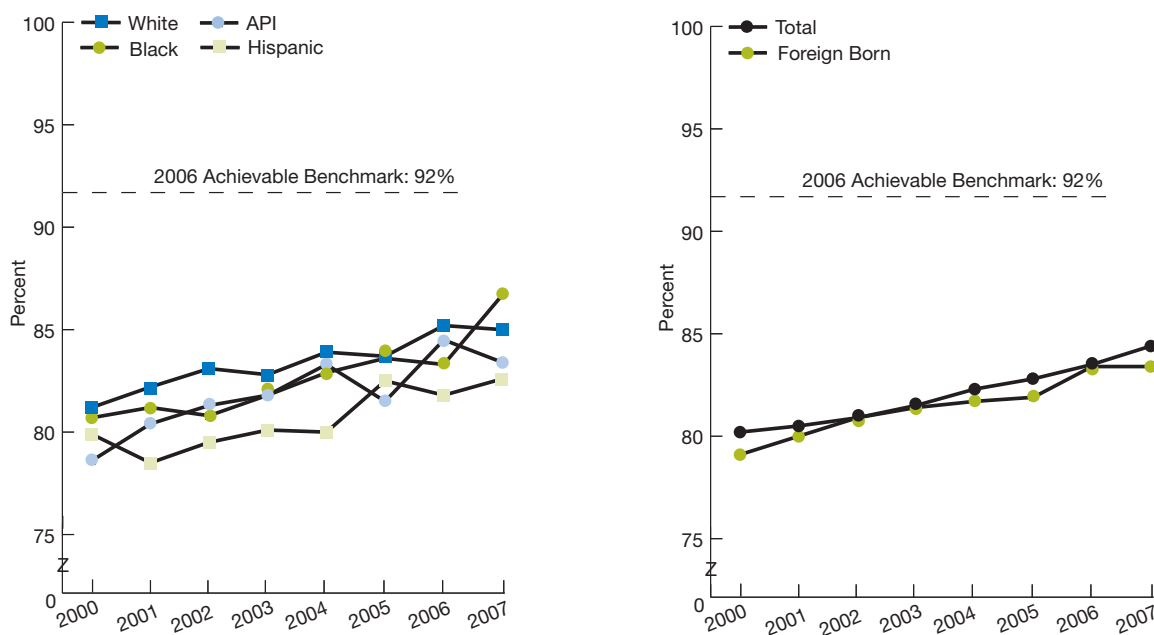 100
White
API
Black
Hispanic
95
2006 Achievable Benchmark: 92%
90
Percent
85
80
75
Z
0
2000
2001
2002
2003
2004
2005
2006
2007
100
Total
Foreign Born
95
2006 Achievable Benchmark: 92%
90
Percent
85
80
75
Z
0
2000
2001
2002
2003
2004
2005
2006
2007